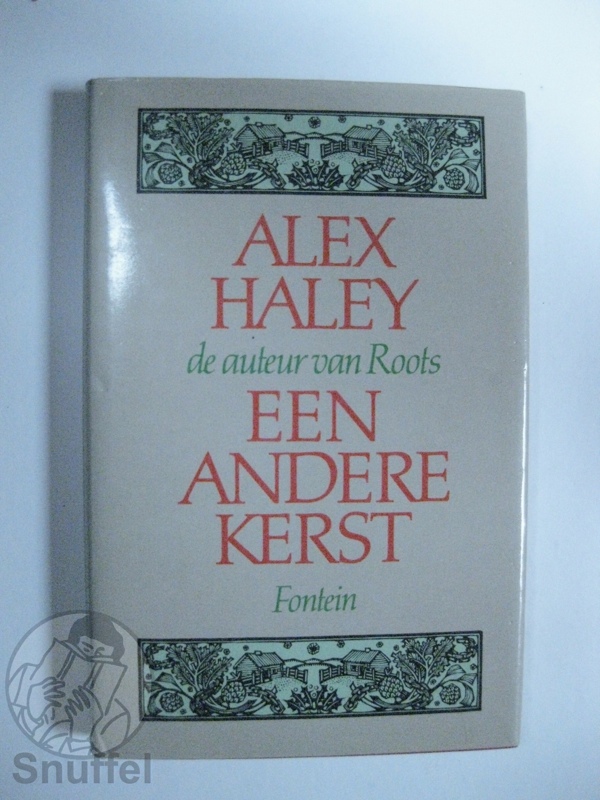 ALEX
HALEY
de auteur van Roots
EEN
ANDERE
KERST
Fontein
Snuffel